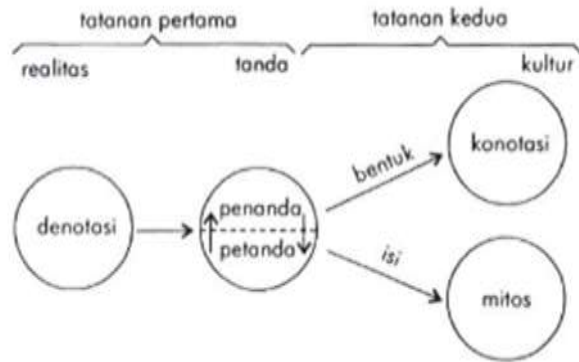 tatanan pertama tatanan kedua
realitas tanda kultur
konotasi
bentuk
denotasi
penanda
petanda
isi
mitos